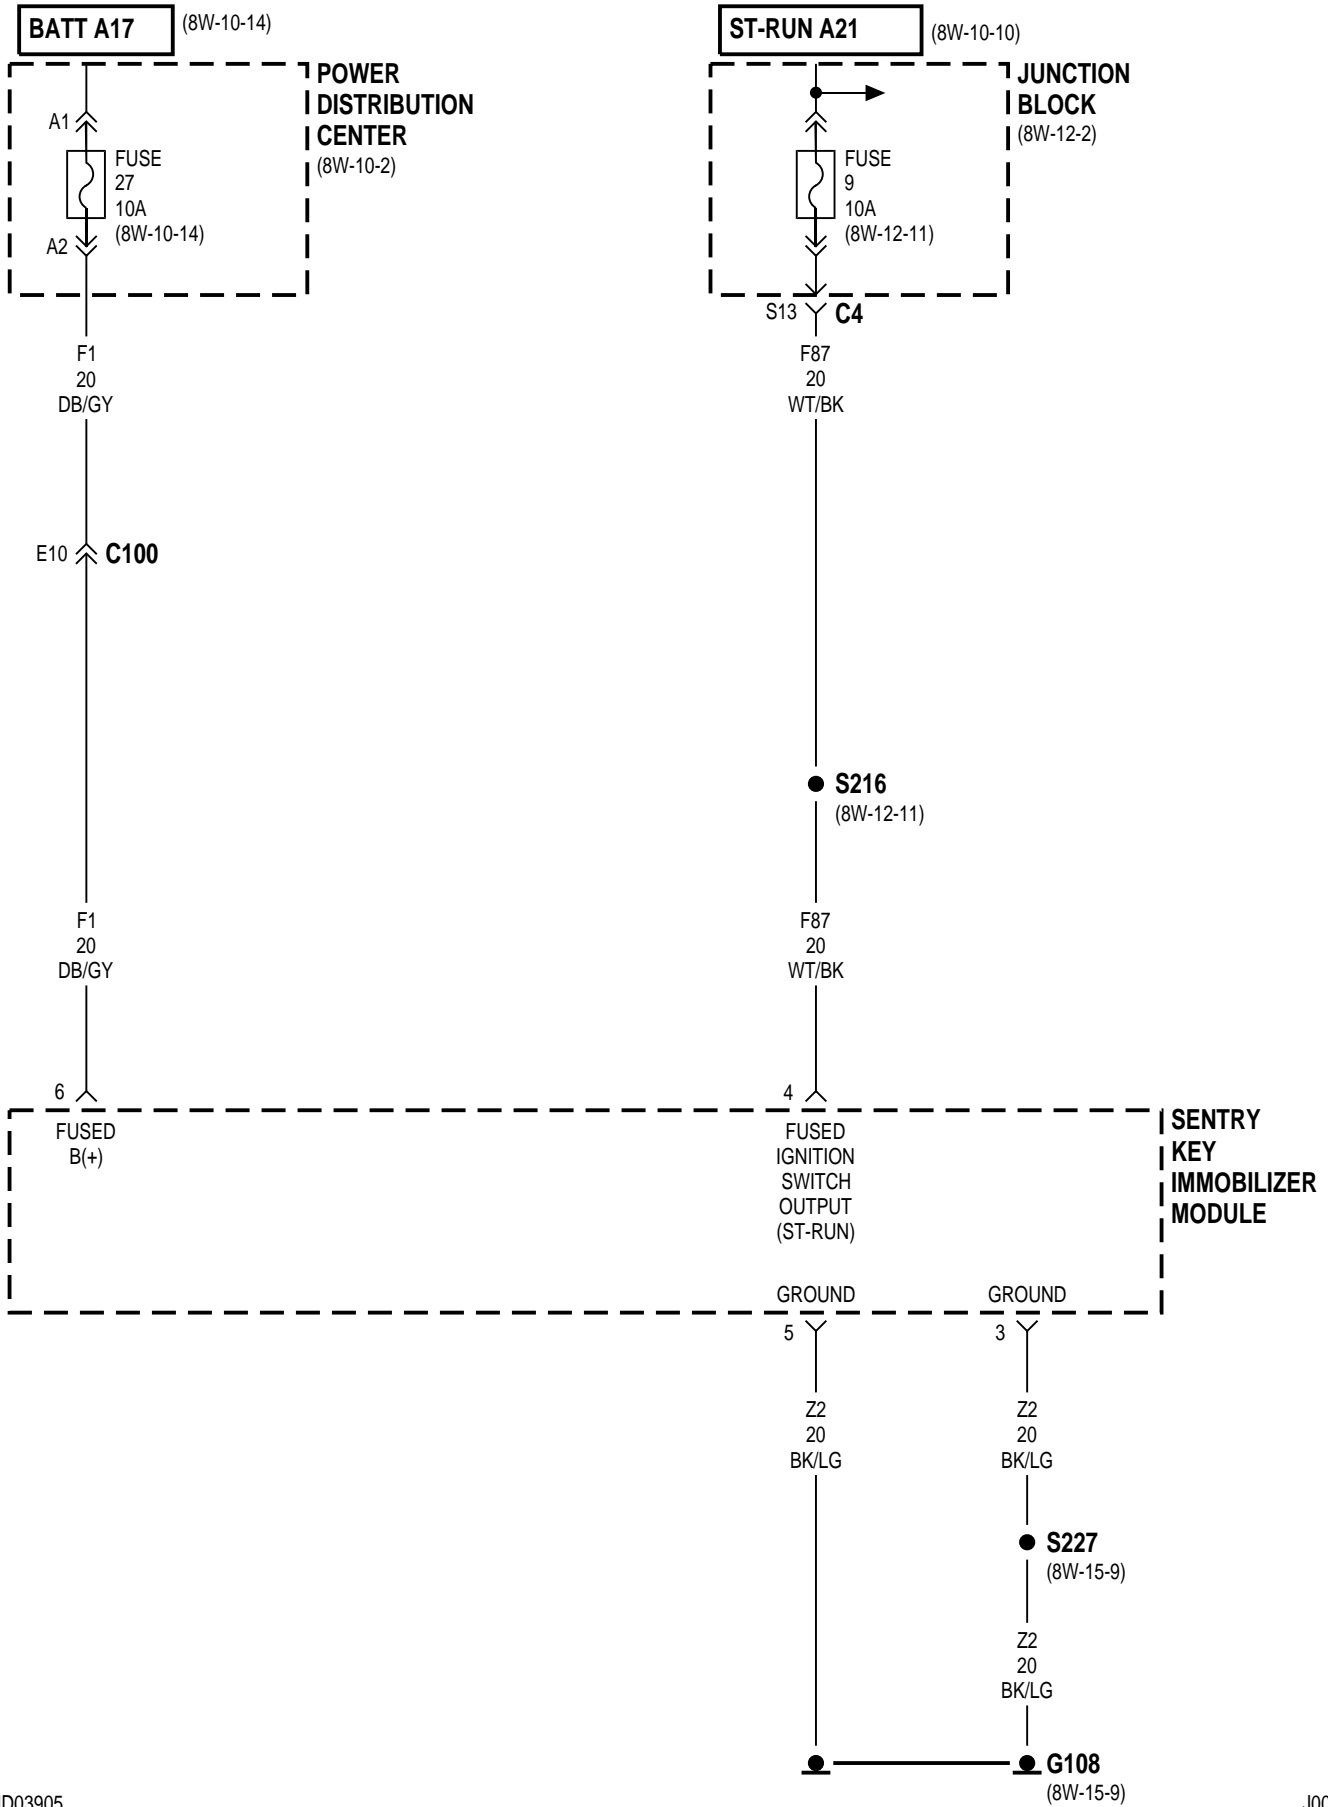 BATT A17
(8W-10-14)
ST-RUN A21
(8W-10-10)
POWER
DISTRIBUTION
CENTER
(8W-10-2)
A1
FUSE
27
10A
(8W-10-14)
A2
JUNCTION
BLOCK
(8W-12-2)
FUSE
9
10A
(8W-12-11)
S13
C4
F1
20
DB/GY
F87
20
WT/BK
E10
C100
S216
(8W-12-11)
F1
20
DB/GY
F87
20
WT/BK
6
4
FUSED
B(+)
FUSED
IGNITION
SWITCH
OUTPUT
(ST-RUN)
SENTRY
KEY
IMMOBILIZER
MODULE
GROUND
GROUND
5
3
Z2
20
BK/LG
Z2
20
BK/LG
S227
(8W-15-9)
Z2
20
BK/LG
G108
(8W-15-9)